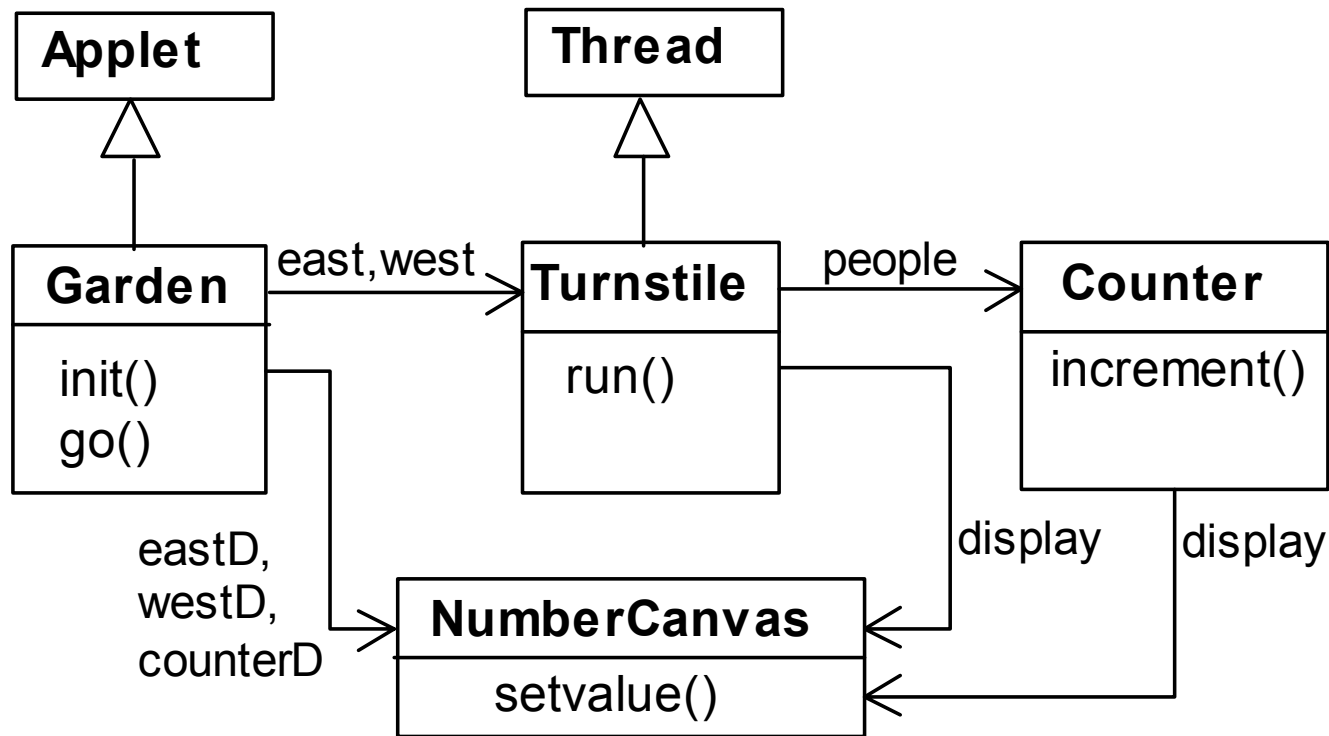 Applet
Thread
Garden
init()
go()
east,west
Turnstile
run()
people
Counter
increment()
eastD,
westD,
counterD
display
display
NumberCanvas
setvalue()